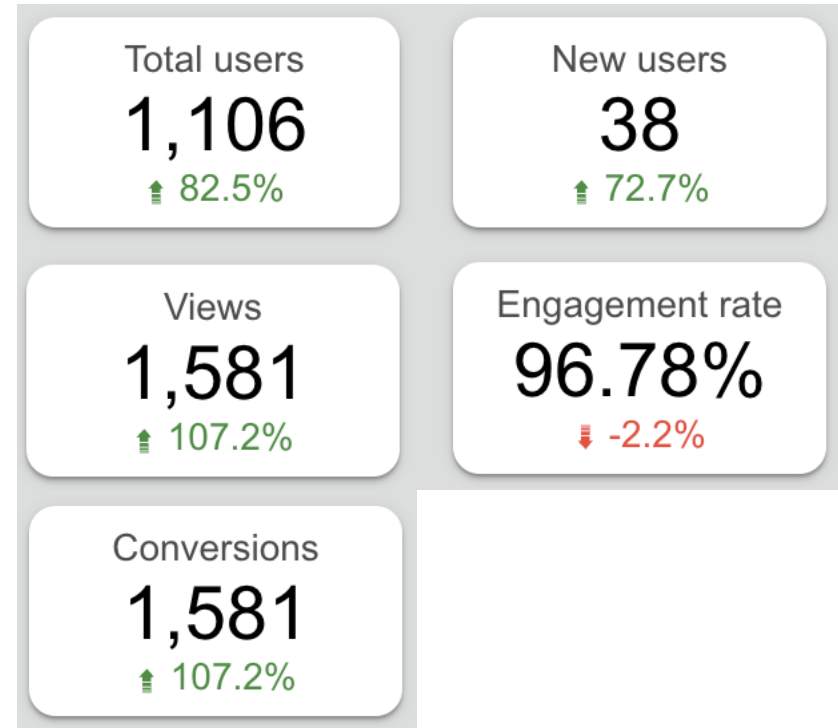 Total users
1,106
82.5%
New users
38
72.7%
Views
1,581
107.2%
Engagement rate
96.78%
-2.2%
Conversions
1,581
107.2%